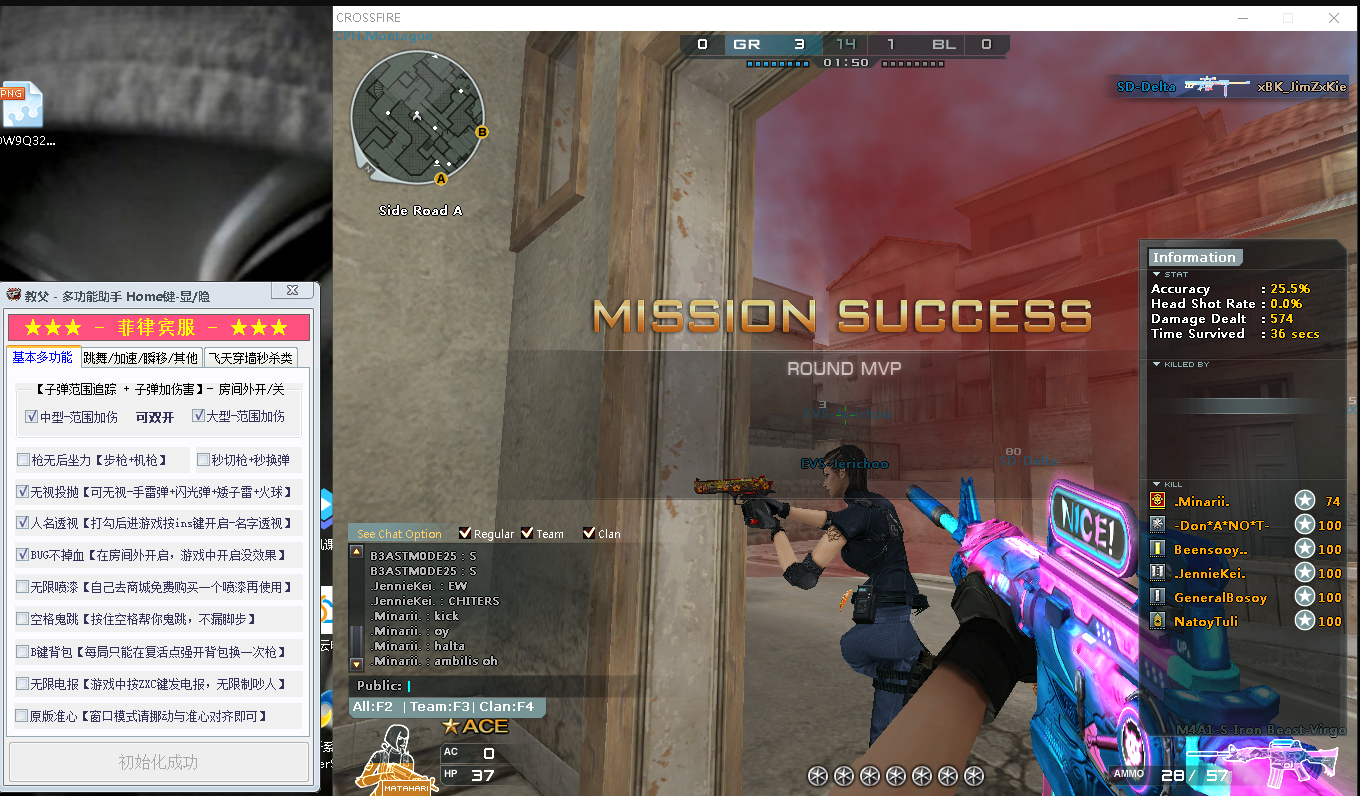 CROSSFIRE
0 GR 3 14 1 BL 0
01:50
SD-Delta xBK_JimZxKie
PNG
0W9Q32...
B
A
N
Side Road A
教父 - 多功能助手 Home键-显/隐
★★★ - 菲律宾服 - ★★★
基本多功能 跳舞/加速/瞬移/其他 飞天穿墙秒杀类
【子弹范围追踪 + 子弹加伤害】- 房间外开/关
中型-范围加伤 可双开 大型-范围加伤
枪无后坐力【步枪+机枪】 秒切枪+秒换弹
无视投抛【可无视-手雷弹+闪光弹+矮子雷+火球】
人名透视【打勾后进游戏按ins键开启-名字透视】
BUG不掉血【在房间外开启，游戏中开启没效果】
无限喷漆【自己去商城免费购买一个喷漆再使用】
空格鬼跳【按住空格帮你鬼跳，不漏脚步】
B键背包【每局只能在复活点强开背包换一次枪】
无限电报【游戏中按ZXC键发电报，无限制吵人】
原版准心【窗口模式请挪动与准心对齐即可】
初始化成功
MISSION SUCCESS
ROUND MVP
3
EVS-Jerichoo
80
SD-Delta
NICE!
Information
STAT
Accuracy : 25.5%
Head Shot Rate : 0.0%
Damage Dealt : 574
Time Survived : 36 secs
KILLED BY
KILL
.Minarii. 74
-Don*A*NO*T- 100
Beensooy.. 100
.JennieKei. 100
GeneralBosoy 100
NatoyTuli 100
See Chat Option Regular Team Clan
B3ASTM0DE25 : S
B3ASTM0DE25 : S
.JennieKei. : EW
.JennieKei. : CHITERS
.Minarii. : kick
.Minarii. : oy
.Minarii. : halta
.Minarii. : ambilis oh
Public:
All:F2 | Team:F3| Clan:F4
★ACE
AC 0
HP 37
MATAHARI
M4A1-S-Iron Beast-Virgo
AMMO 28/ 57